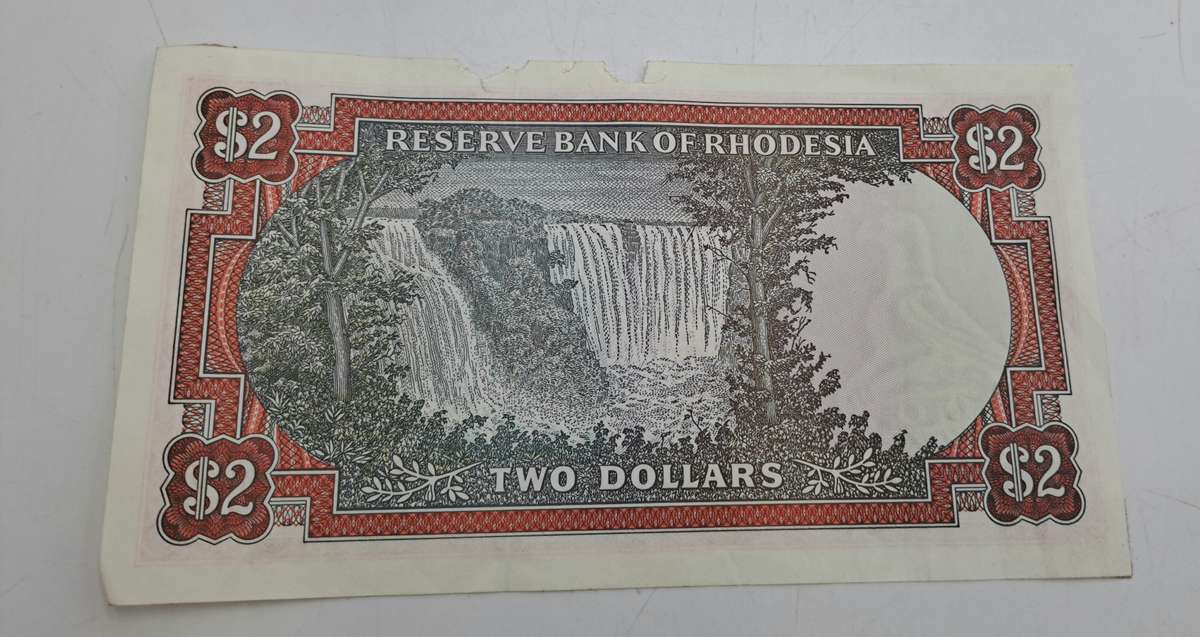 $2 $2
RESERVE BANK OF RHODESIA
TWO DOLLARS
$2 $2